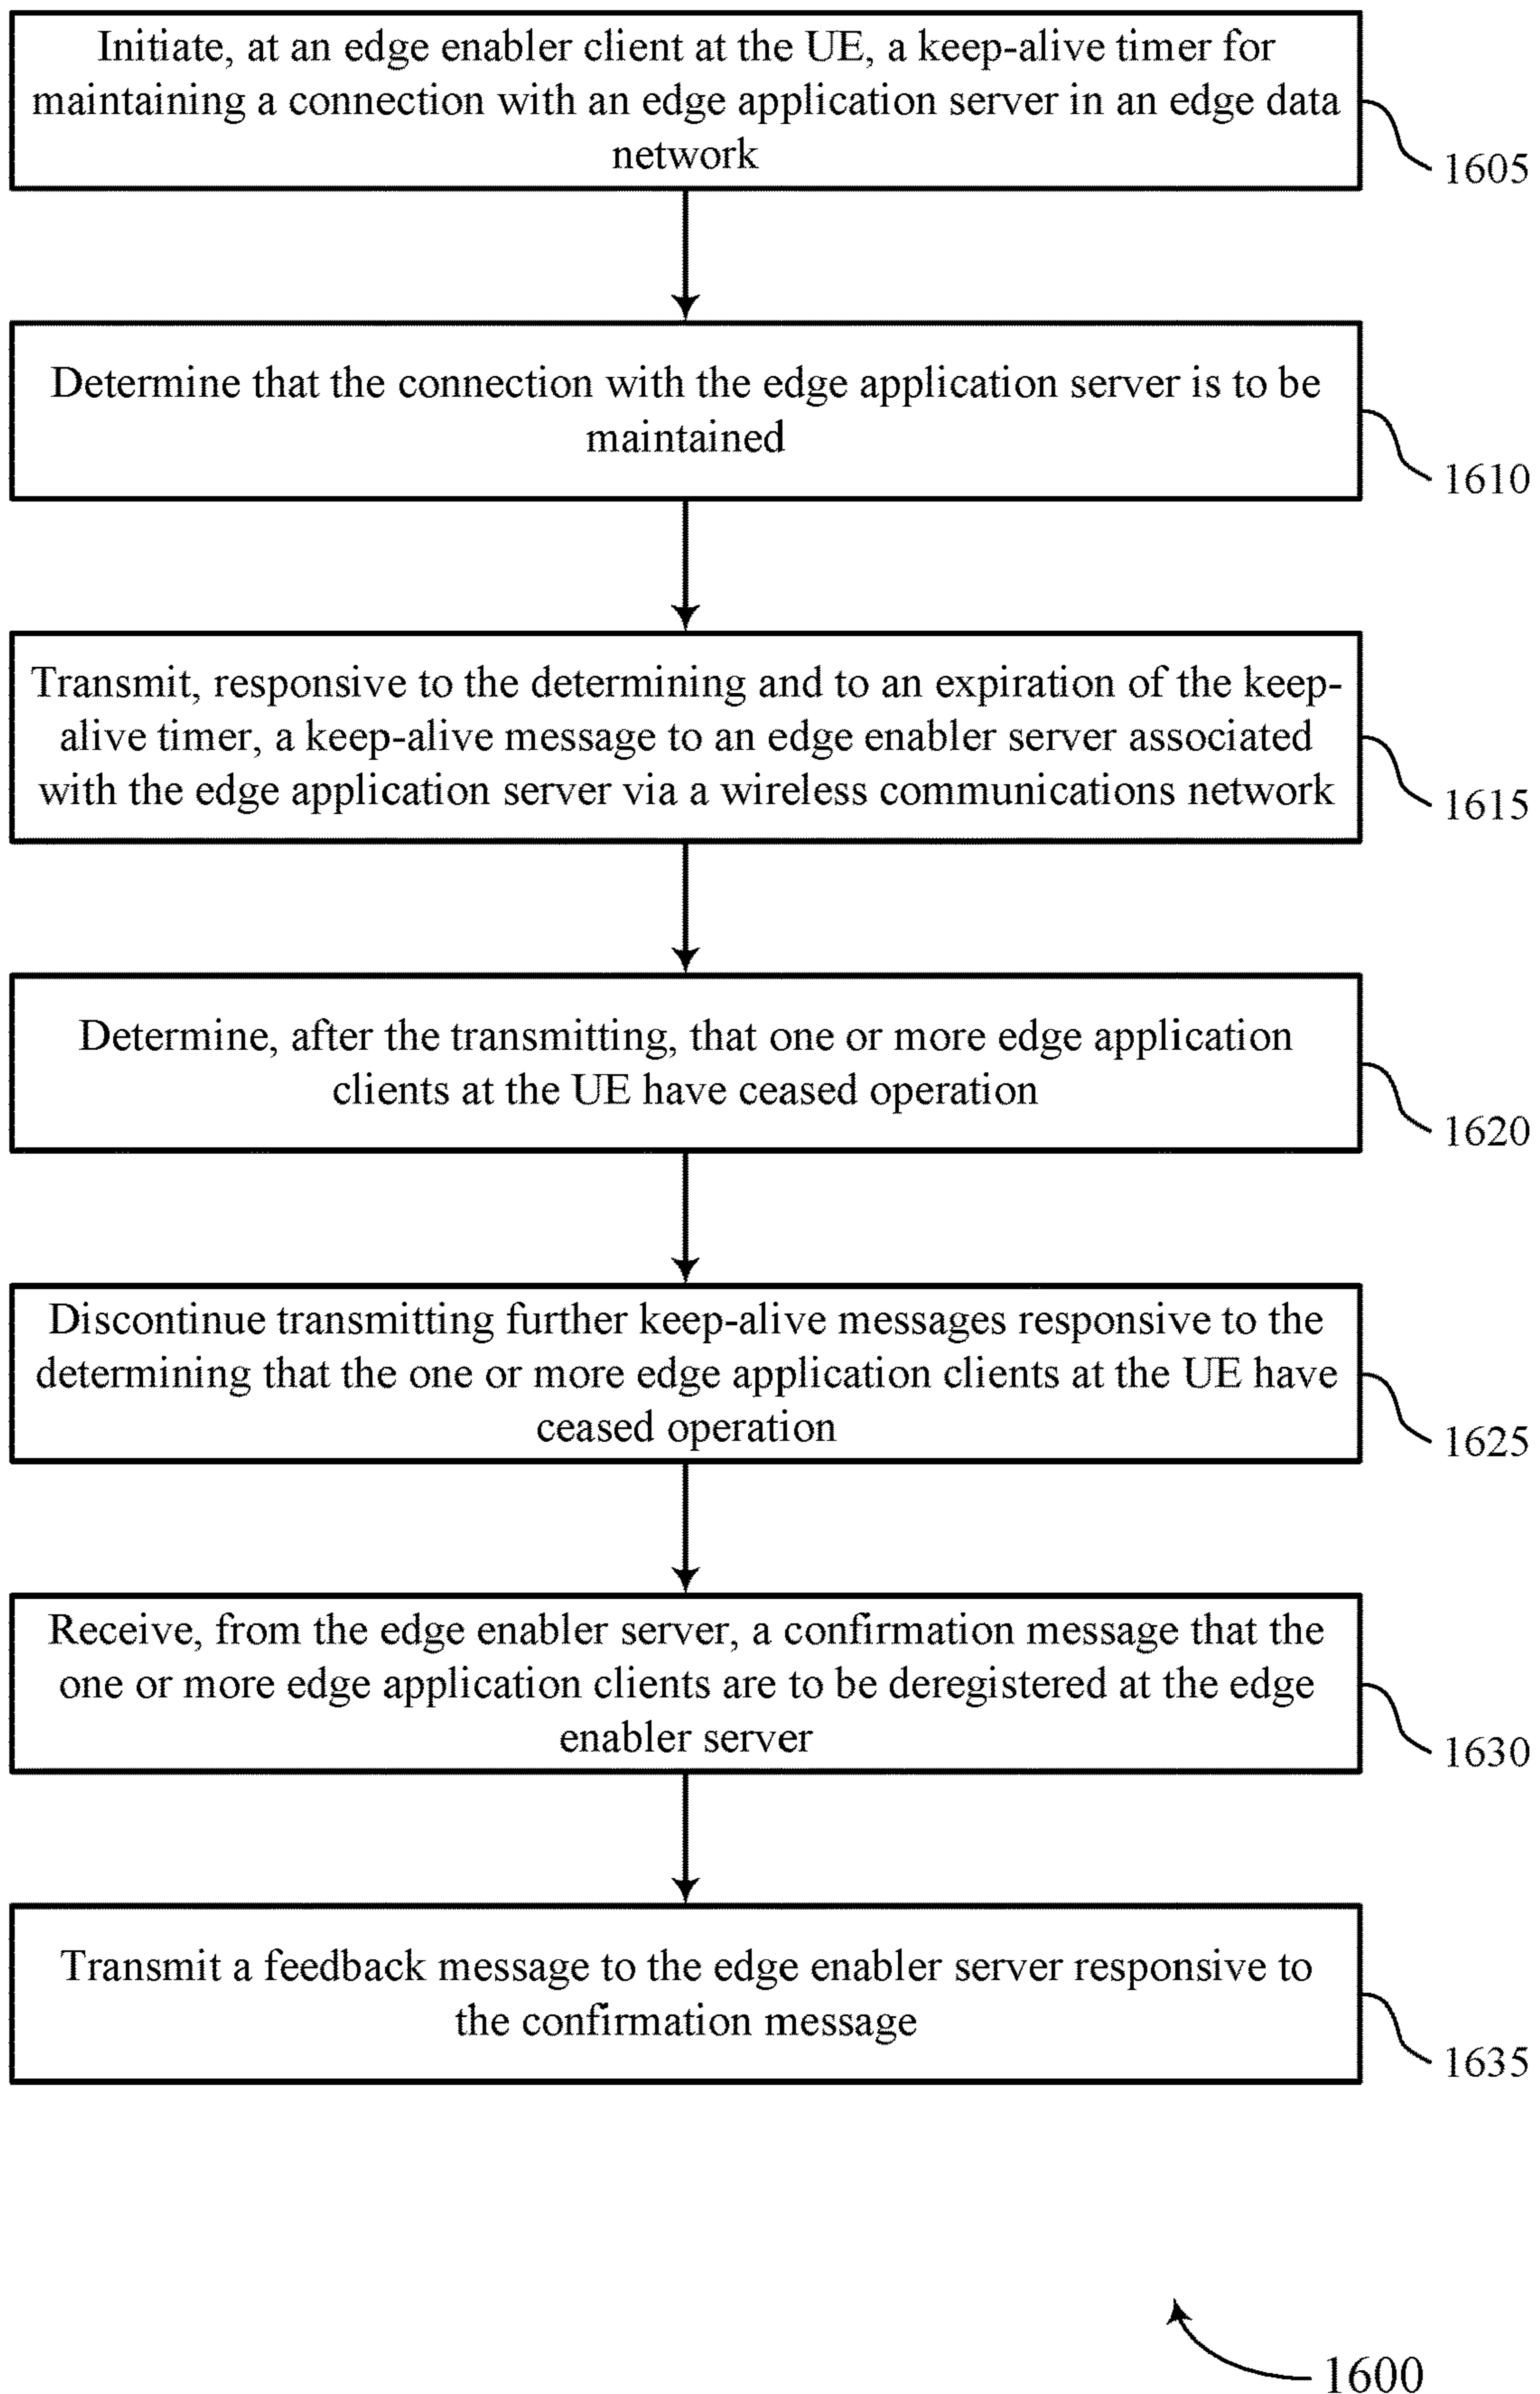 Initiate, at an edge enabler client at the UE, a keep-alive timer for
maintaining a connection with an edge application server in an edge data
network
1605
Determine that the connection with the edge application server is to be
maintained
1610
Transmit, responsive to the determining and to an expiration of the keep-
alive timer, a keep-alive message to an edge enabler server associated
with the edge application server via a wireless communications network
1615
Determine, after the transmitting, that one or more edge application
clients at the UE have ceased operation
1620
Discontinue transmitting further keep-alive messages responsive to the
determining that the one or more edge application clients at the UE have
ceased operation
1625
Receive, from the edge enabler server, a confirmation message that the
one or more edge application clients are to be deregistered at the edge
enabler server
1630
Transmit a feedback message to the edge enabler server responsive to
the confirmation message
1635
1600